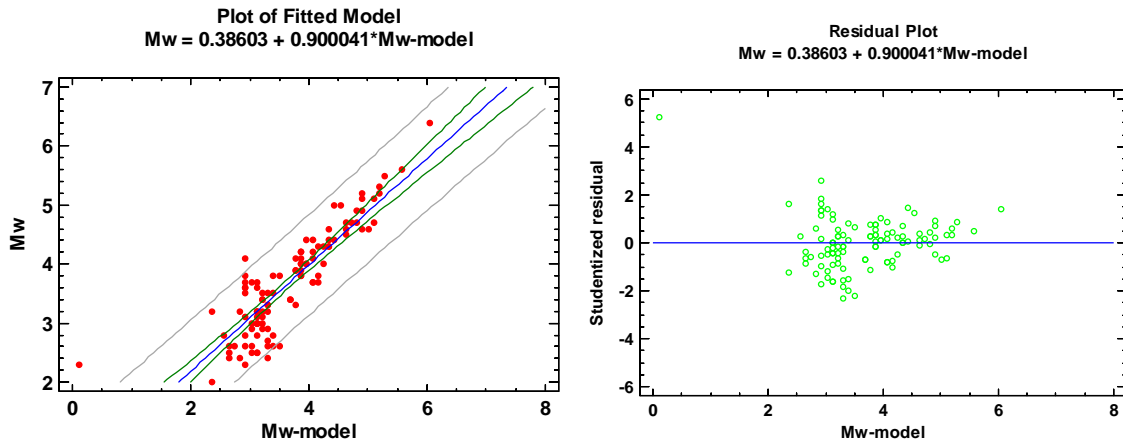 Plot of Fitted Model
Mw = 0.38603 + 0.900041*Mw-model
7
6
5
4
3
2
Mw
0 2 4 6 8
Mw-model
Residual Plot
Mw = 0.38603 + 0.900041*Mw-model
6
4
2
0
-2
-4
-6
Studentized residual
0 2 4 6 8
Mw-model